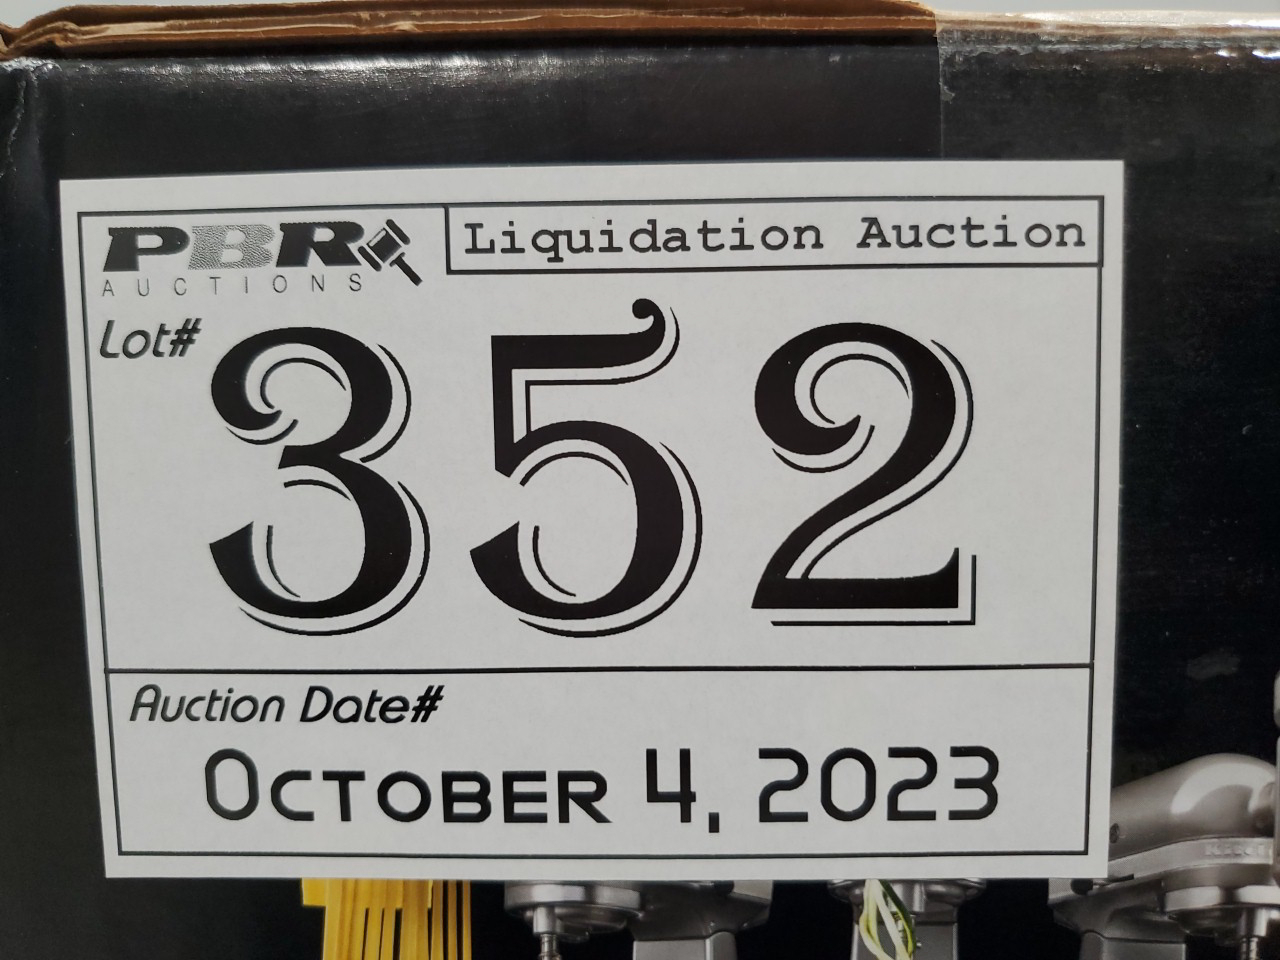 PBR
AUCTIONS
Liquidation Auction
Lot#
352
Auction Date#
October 4, 2023